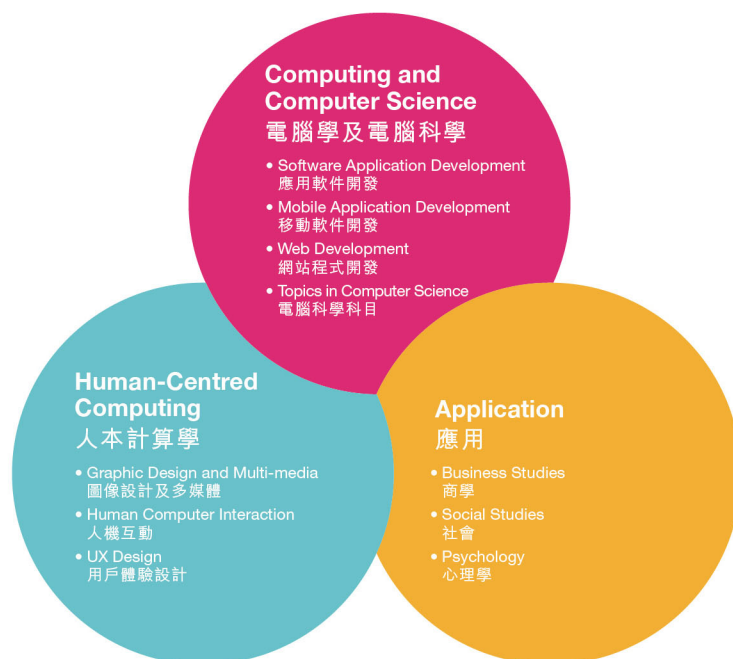 Computing and
Computer Science
電腦學及電腦科學
• Software Application Development
應用軟件開發
• Mobile Application Development
移動軟件開發
• Web Development
網站程式開發
• Topics in Computer Science
電腦科學科目
Human-Centred
Computing
人本計算學
• Graphic Design and Multi-media
圖像設計及多媒體
• Human Computer Interaction
人機互動
• UX Design
用戶體驗設計
Application
應用
• Business Studies
商學
• Social Studies
社會
• Psychology
心理學